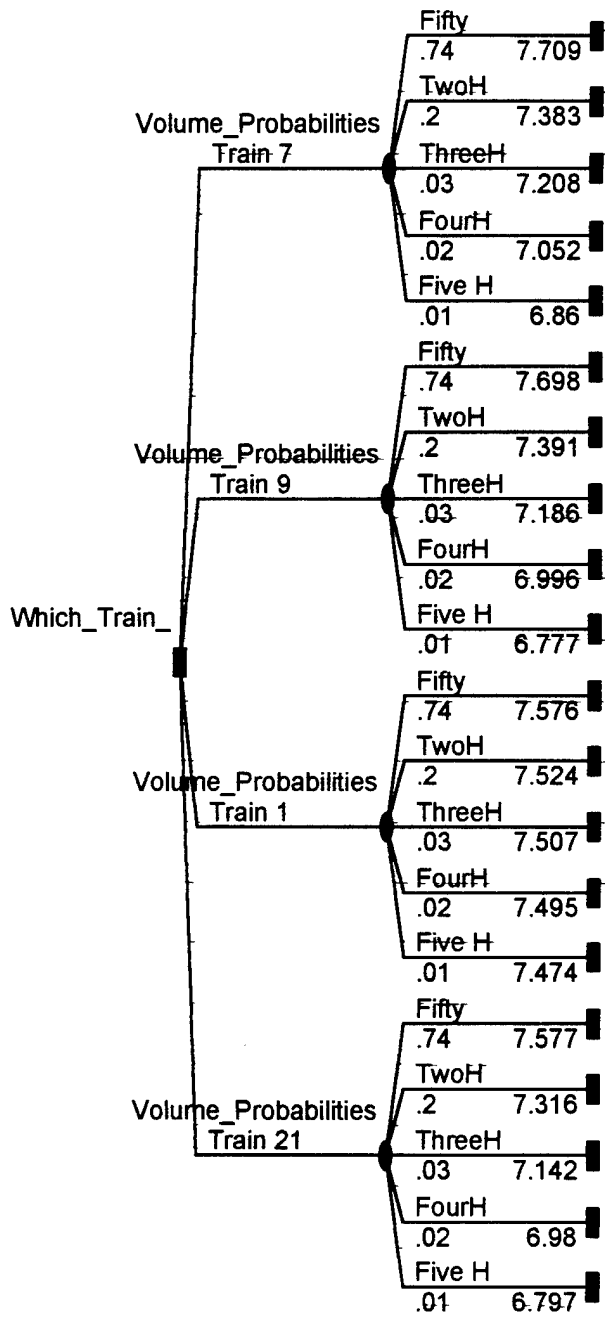 Fifty
.74 7.709
TwoH
.2 7.383
Volume_Probabilities
Train 7
ThreeH
.03 7.208
FourH
.02 7.052
Five H
.01 6.86
Fifty
.74 7.698
TwoH
.2 7.391
Volume_Probabilities
Train 9
ThreeH
.03 7.186
FourH
.02 6.996
Five H
.01 6.777
Which_Train_
Fifty
.74 7.576
TwoH
.2 7.524
Volume_Probabilities
Train 1
ThreeH
.03 7.507
FourH
.02 7.495
Five H
.01 7.474
Fifty
.74 7.577
TwoH
.2 7.316
Volume_Probabilities
Train 21
ThreeH
.03 7.142
FourH
.02 6.98
Five H
.01 6.797